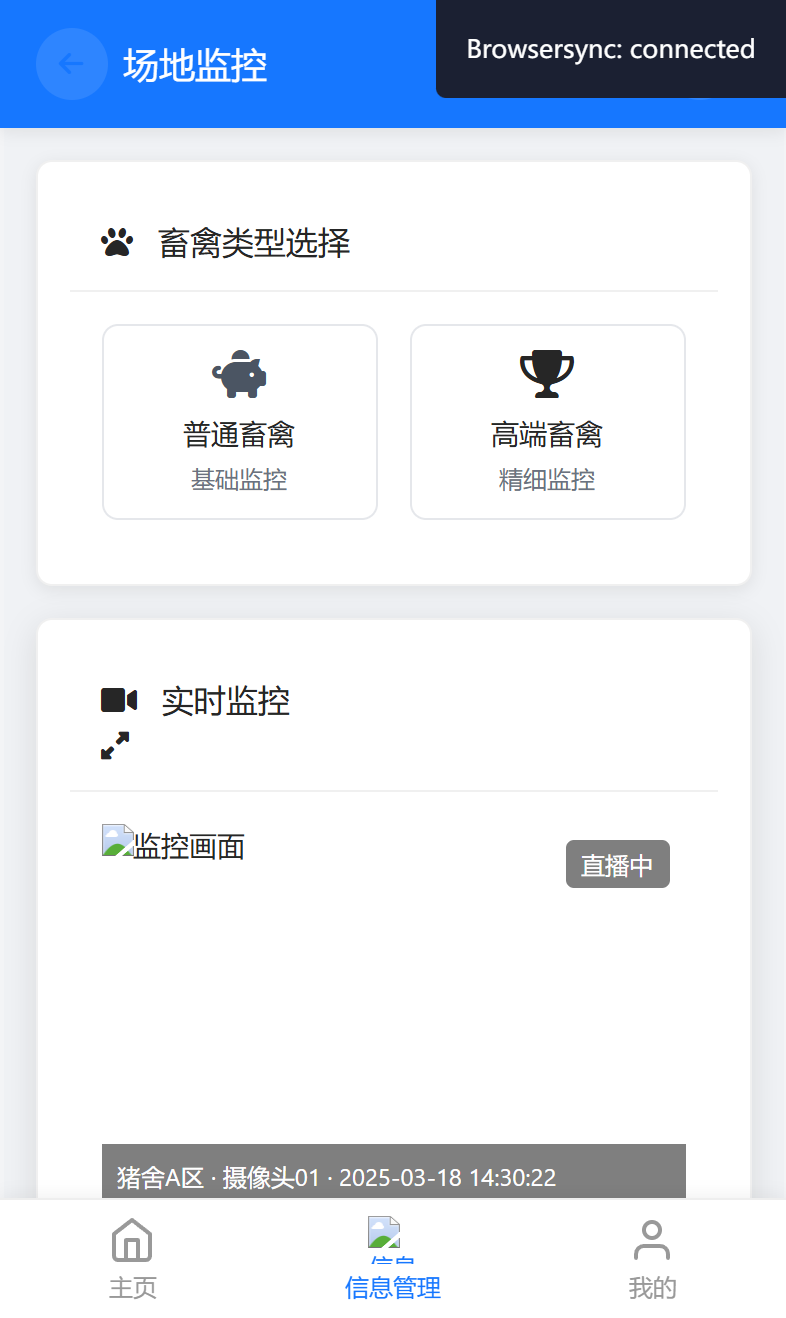 场地监控
Browsersync: connected
畜禽类型选择
普通畜禽
基础监控
高端畜禽
精细监控
实时监控
监控画面
直播中
猪舍A区 · 摄像头01 · 2025-03-18 14:30:22
主页
信息
信息管理
我的